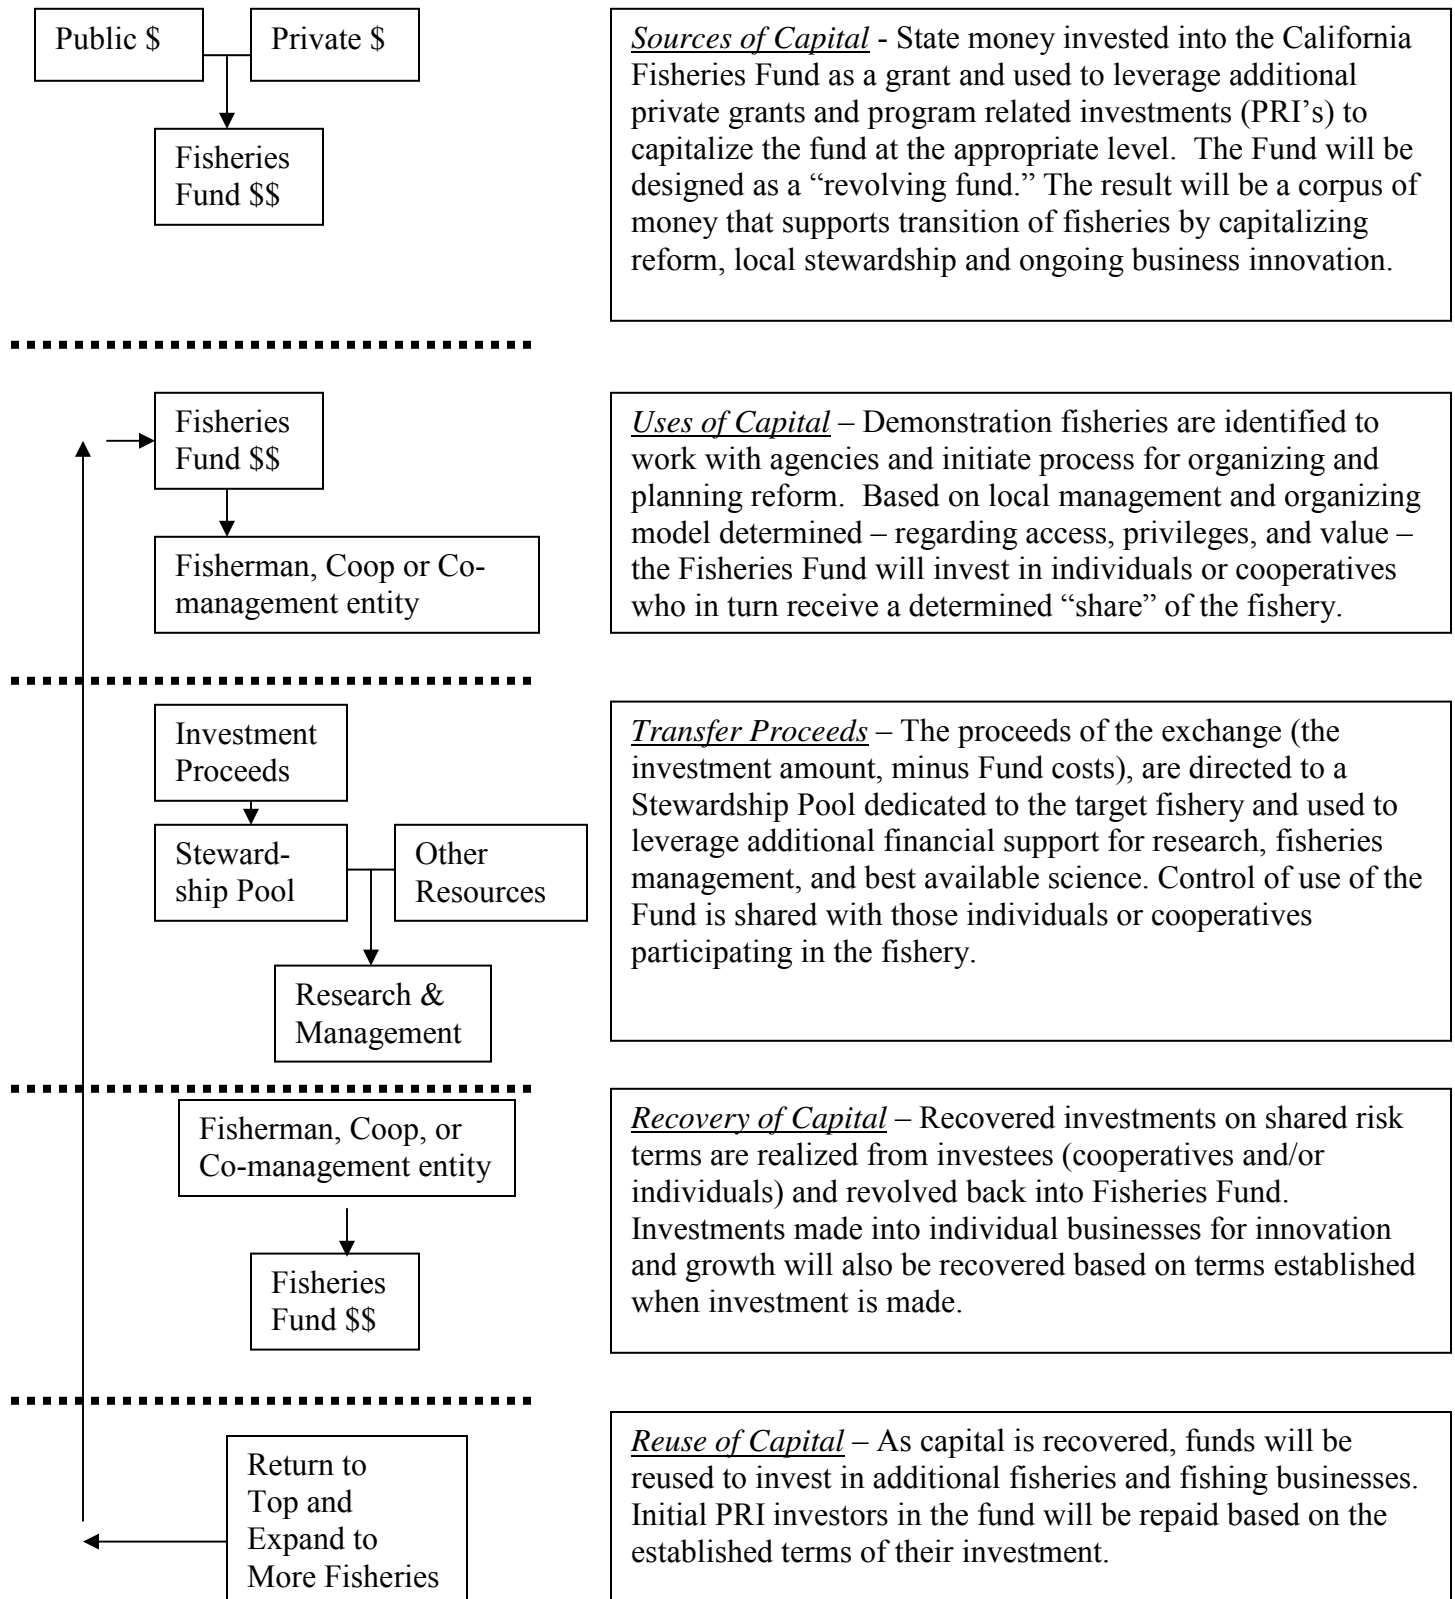 Public $
Private $
Fisheries
Fund $$
Sources of Capital - State money invested into the California
Fisheries Fund as a grant and used to leverage additional
private grants and program related investments (PRI’s) to
capitalize the fund at the appropriate level.  The Fund will be
designed as a “revolving fund.” The result will be a corpus of
money that supports transition of fisheries by capitalizing
reform, local stewardship and ongoing business innovation.
Fisheries
Fund $$
Fisherman, Coop or Co-
management entity
Uses of Capital – Demonstration fisheries are identified to
work with agencies and initiate process for organizing and
planning reform.  Based on local management and organizing
model determined – regarding access, privileges, and value –
the Fisheries Fund will invest in individuals or cooperatives
who in turn receive a determined “share” of the fishery.
Investment
Proceeds
Steward-
ship Pool
Other
Resources
Research &
Management
Transfer Proceeds – The proceeds of the exchange (the
investment amount, minus Fund costs), are directed to a
Stewardship Pool dedicated to the target fishery and used to
leverage additional financial support for research, fisheries
management, and best available science. Control of use of the
Fund is shared with those individuals or cooperatives
participating in the fishery.
Fisherman, Coop, or
Co-management entity
Fisheries
Fund $$
Recovery of Capital – Recovered investments on shared risk
terms are realized from investees (cooperatives and/or
individuals) and revolved back into Fisheries Fund.
Investments made into individual businesses for innovation
and growth will also be recovered based on terms established
when investment is made.
Return to
Top and
Expand to
More Fisheries
Reuse of Capital – As capital is recovered, funds will be
reused to invest in additional fisheries and fishing businesses.
Initial PRI investors in the fund will be repaid based on the
established terms of their investment.